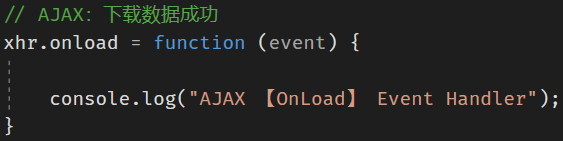 // AJAX: 下载数据成功
xhr.onload = function (event) {
console.log("AJAX 【OnLoad】 Event Handler");
}